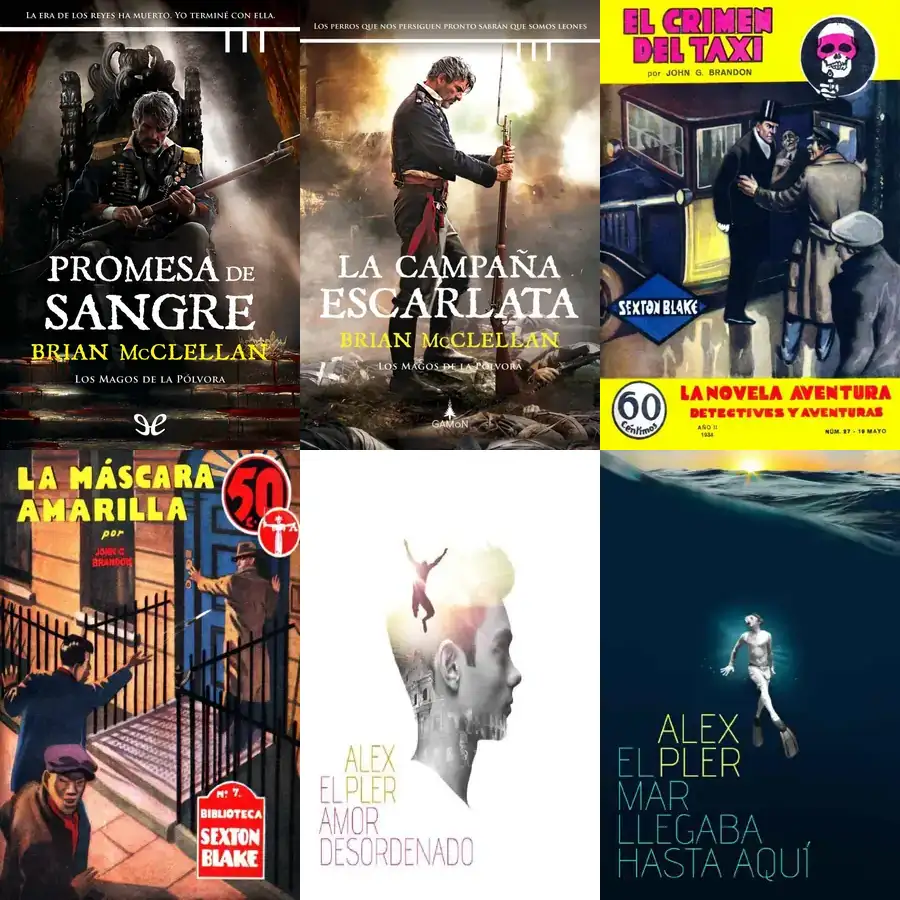 LA ERA DE LOS REYES HA MUERTO. YO TERMINÉ CON ELLA.
PROMESA DE
SANGRE
BRIAN McCLELLAN
LOS MAGOS DE LA PÓLVORA
LOS PERROS QUE NOS PERSIGUEN PRONTO SABRÁN QUE SOMOS LEONES
LA CAMPAÑA
ESCARLATA
BRIAN McCLELLAN
LOS MAGOS DE LA PÓLVORA
GAMON
EL CRIMEN
DEL TAXI
por JOHN G. BRANDON
SEXTON BLAKE
60
Céntimos
LA NOVELA AVENTURA
DETECTIVES Y AVENTURAS
AÑO II
1934
NÚM. 37 - 10 MAYO
LA MÁSCARA
AMARILLA
por
JOHN G.
BRANDON
50
Nº 7.
BIBLIOTECA
SEXTON
BLAKE
ALEX
EL PLER
AMOR
DESORDENADO
ALEX
EL PLER
MAR
LLEGABA
HASTA AQUÍ